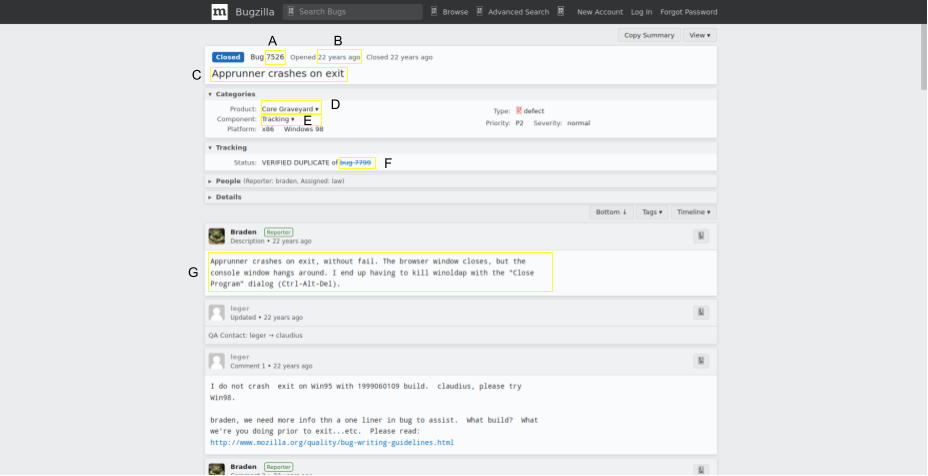 m Bugzilla Search Bugs Browse Advanced Search New Account Log In Forgot Password
Copy Summary View ▾
A B
Closed Bug 7526 Opened 22 years ago Closed 22 years ago
C Apprunner crashes on exit
▾ Categories
Product: Core Graveyard ▾ D
Component: Tracking ▾ E
Platform: x86 Windows 98
Type: defect
Priority: P2 Severity: normal
▾ Tracking
Status: VERIFIED DUPLICATE of bug 7799 F
▸ People (Reporter: braden, Assigned: law)
▸ Details
Bottom ↓ Tags ▾ Timeline ▾
Braden Reporter
Description • 22 years ago
G
Apprunner crashes on exit, without fail. The browser window closes, but the
console window hangs around. I end up having to kill winoldap with the "Close
Program" dialog (Ctrl-Alt-Del).
leger
Updated • 22 years ago
QA Contact: leger → claudius
leger
Comment 1 • 22 years ago
I do not crash exit on Win95 with 1999060109 build. claudius, please try
Win98.
braden, we need more info thn a one liner in bug to assist. What build? What
we're you doing prior to exit...etc. Please read:
http://www.mozilla.org/quality/bug-writing-guidelines.html
Braden Reporter